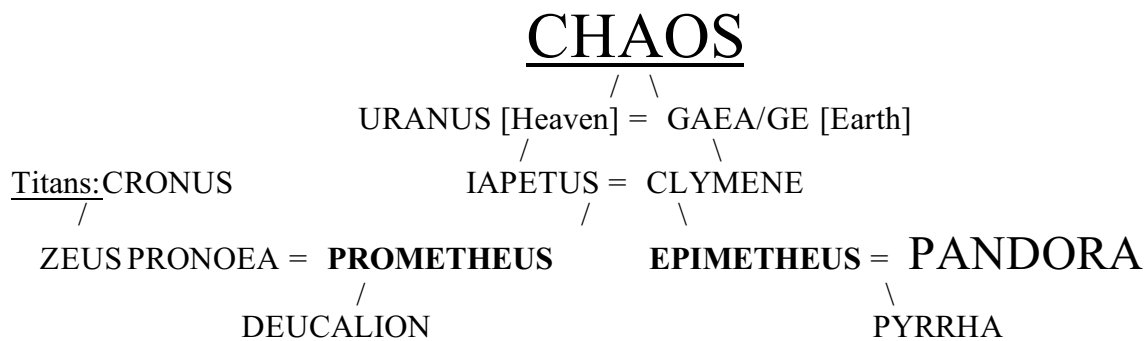 CHAOS
/ \
URANUS [Heaven] = GAEA/GE [Earth]
/ \
Titans:CRONUS IAPETUS = CLYMENE
/ / \
ZEUS PRONOEA = PROMETHEUS EPIMETHEUS = PANDORA
/ \
DEUCALION PYRRHA